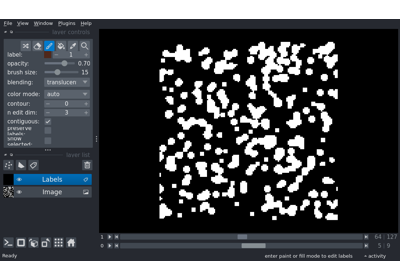 File View Window Plugins Help
layer controls
label: 1
opacity: 0.70
brush size: 15
blending: translucen
color mode: auto
contour: 0
n edit dim: 3
contiguous:
preserve labels:
show selected:
layer list
Labels
Image
1 64 127
0 5 9
Ready enter paint or fill mode to edit labels activity